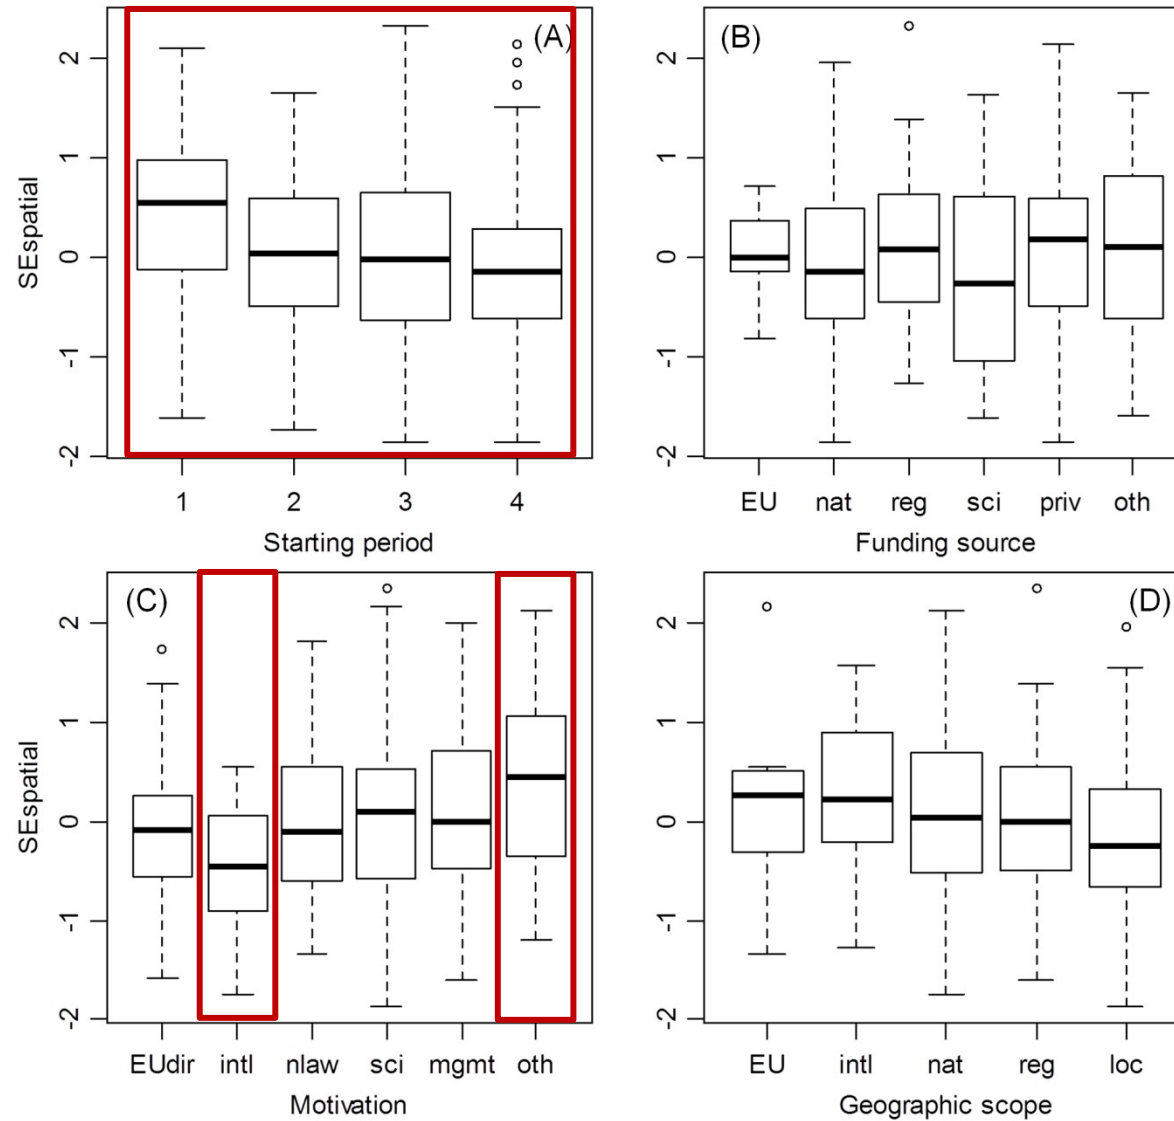 (A)
SEspatial
2
1
0
-1
-2
1 2 3 4
Starting period
(B)
2
1
0
-1
-2
EU nat reg sci priv oth
Funding source
(C)
SEspatial
2
1
0
-1
-2
EUdir intl nlaw sci mgmt oth
Motivation
(D)
2
1
0
-1
-2
EU intl nat reg loc
Geographic scope